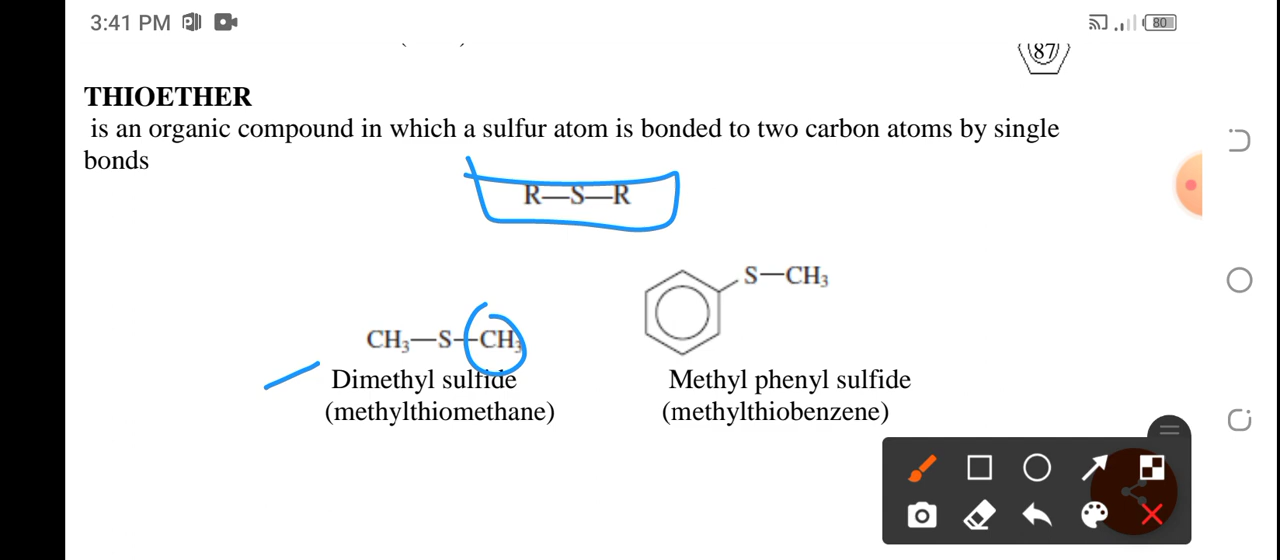 3:41 PM
80
87
THIOETHER
is an organic compound in which a sulfur atom is bonded to two carbon atoms by single
bonds
R—S—R
S—CH₃
CH₃—S—CH₃
Dimethyl sulfide
Methyl phenyl sulfide
(methylthiomethane)
(methylthiobenzene)